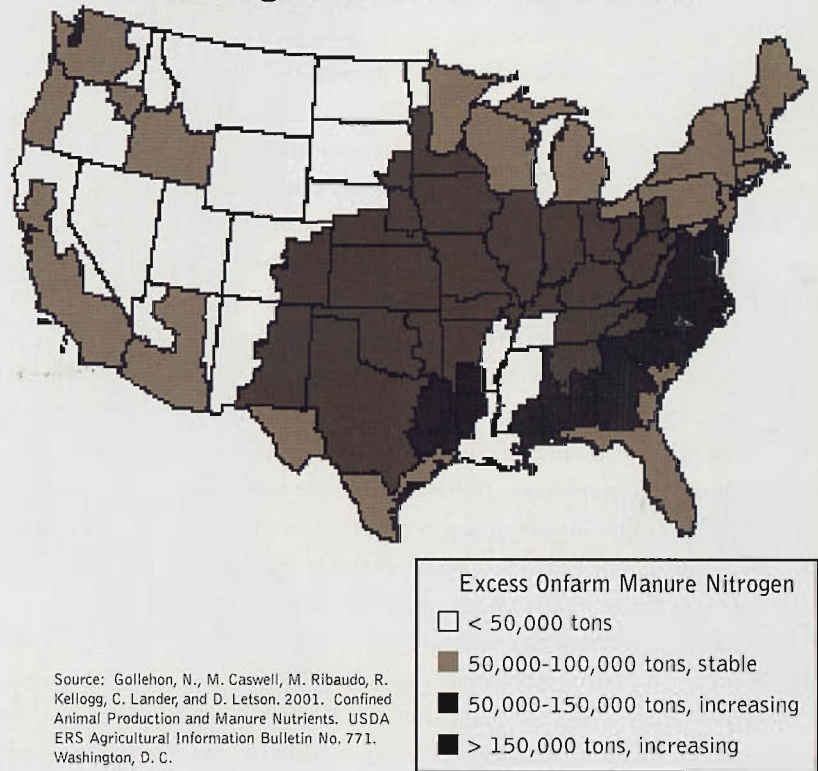 Excess Onfarm Manure Nitrogen
< 50,000 tons
50,000-100,000 tons, stable
50,000-150,000 tons, increasing
> 150,000 tons, increasing
Source: Gollehon, N., M. Caswell, M. Ribaudo, R.
Kellogg, C. Lander, and D. Letson. 2001. Confined
Animal Production and Manure Nutrients. USDA
ERS Agricultural Information Bulletin No. 771.
Washington, D. C.